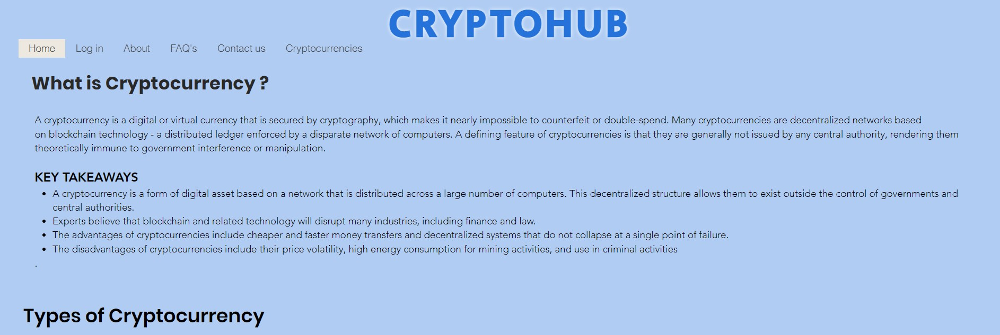 CRYPTOHUB
Home Log in About FAQ's Contact us Cryptocurrencies
What is Cryptocurrency ?
A cryptocurrency is a digital or virtual currency that is secured by cryptography, which makes it nearly impossible to counterfeit or double-spend. Many cryptocurrencies are decentralized networks based
on blockchain technology - a distributed ledger enforced by a disparate network of computers. A defining feature of cryptocurrencies is that they are generally not issued by any central authority, rendering them
theoretically immune to government interference or manipulation.
KEY TAKEAWAYS
• A cryptocurrency is a form of digital asset based on a network that is distributed across a large number of computers. This decentralized structure allows them to exist outside the control of governments and
central authorities.
• Experts believe that blockchain and related technology will disrupt many industries, including finance and law.
• The advantages of cryptocurrencies include cheaper and faster money transfers and decentralized systems that do not collapse at a single point of failure.
• The disadvantages of cryptocurrencies include their price volatility, high energy consumption for mining activities, and use in criminal activities
.
Types of Cryptocurrency